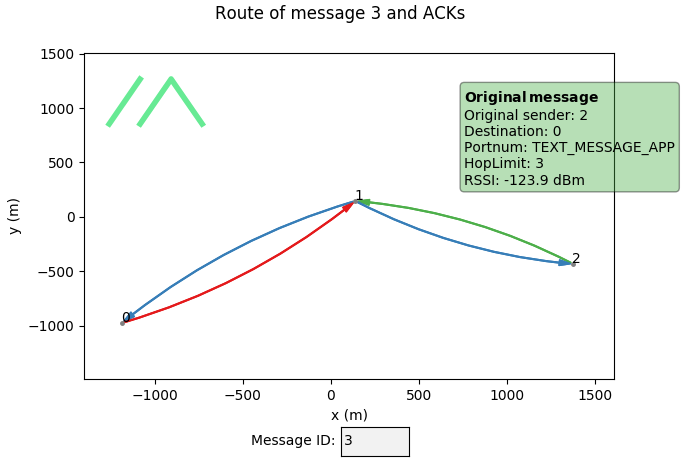 Route of message 3 and ACKs
1500
1000
500
0
−500
−1000
y (m)
Original message
Original sender: 2
Destination: 0
Portnum: TEXT_MESSAGE_APP
HopLimit: 3
RSSI: -123.9 dBm
1
2
0
−1000 −500 0 500 1000 1500
x (m)
Message ID: 3